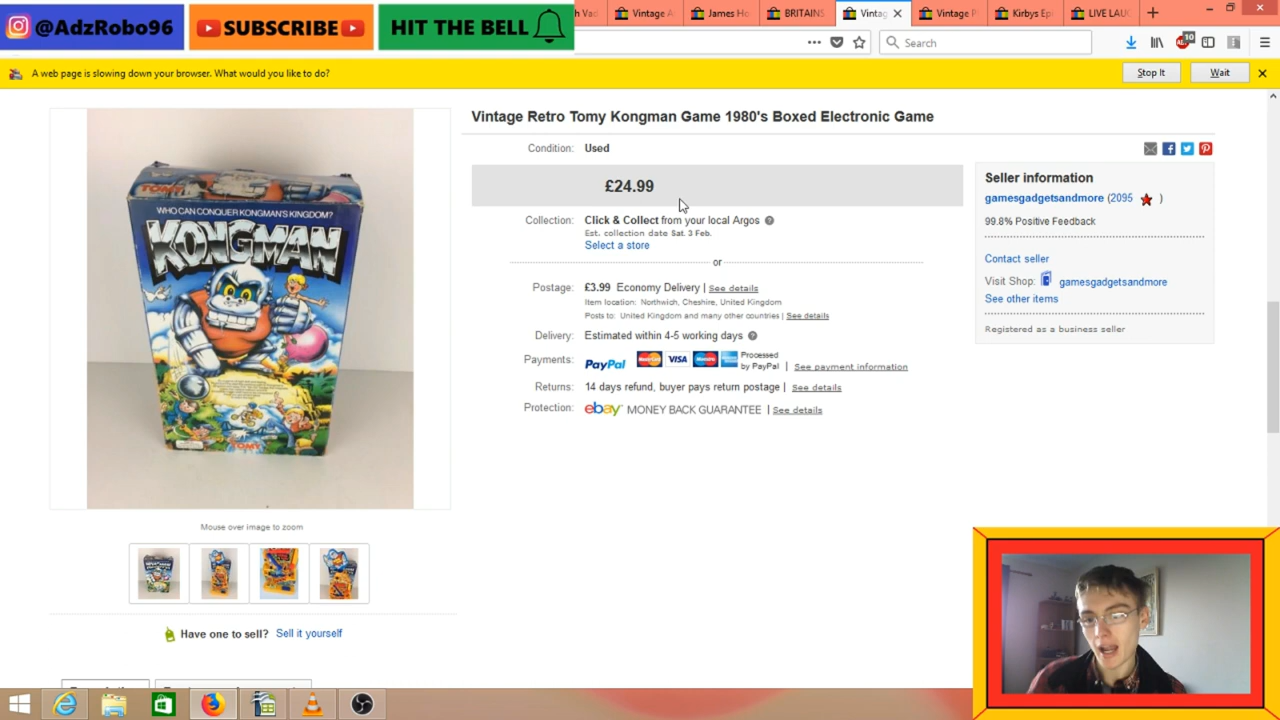 @AdzRobo96
SUBSCRIBE
HIT THE BELL
Vad
Vintage
James Ho
BRITAINS
Vintag
Vintage P
Kirbys Epi
LIVE LAU
Search
10
A web page is slowing down your browser. What would you like to do?
Stop It
Wait
TOMY
WHO CAN CONQUER KONGMAN'S KINGDOM?
KONGMAN
TOMY
Mouse over image to zoom
Have one to sell? Sell it yourself
Vintage Retro Tomy Kongman Game 1980's Boxed Electronic Game
Condition: Used
£24.99
Collection: Click & Collect from your local Argos
Est. collection date Sat. 3 Feb.
Select a store
or
Postage: £3.99 Economy Delivery | See details
Item location: Northwich, Cheshire, United Kingdom
Posts to: United Kingdom and many other countries | See details
Delivery: Estimated within 4-5 working days
Payments: PayPal VISA Processed by PayPal | See payment information
Returns: 14 days refund, buyer pays return postage | See details
Protection: ebay MONEY BACK GUARANTEE | See details
Seller information
gamesgadgetsandmore (2095 )
99.8% Positive Feedback
Contact seller
Visit Shop: gamesgadgetsandmore
See other items
Registered as a business seller